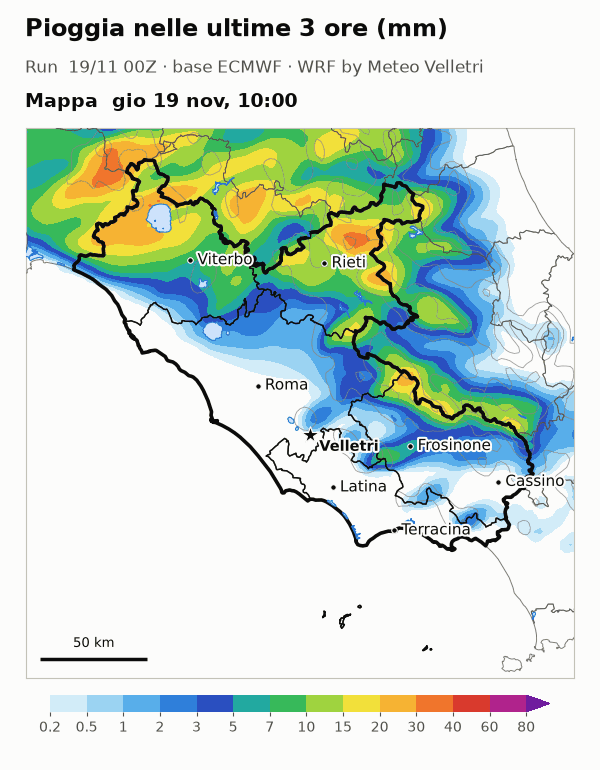 Pioggia nelle ultime 3 ore (mm)
Run 19/11 00Z · base ECMWF · WRF by Meteo Velletri
Mappa gio 19 nov, 10:00
Viterbo
Rieti
Roma
Velletri
Frosinone
Cassino
Latina
Terracina
50 km
0.2 0.5 1 2 3 5 7 10 15 20 30 40 60 80